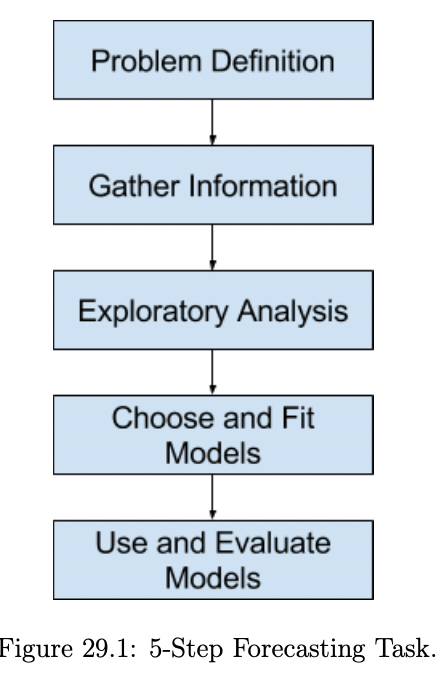 Problem Definition
Gather Information
Exploratory Analysis
Choose and Fit
Models
Use and Evaluate
Models
Figure 29.1: 5-Step Forecasting Task.